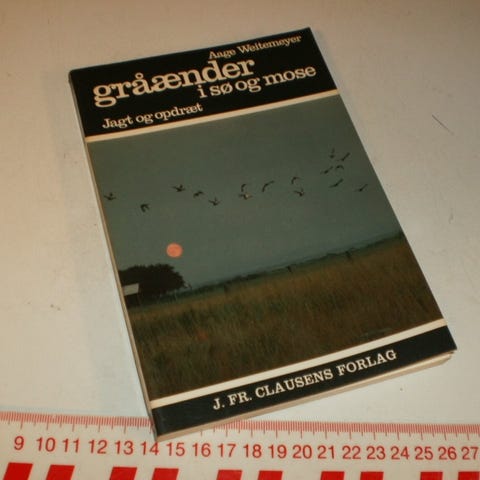 Aage Weitemeyer
gråænder
i sø og mose
Jagt og opdræt
J. FR. CLAUSENS FORLAG
9 10 11 12 13 14 15 16 17 18 19 20 21 22 23 24 25 26 27